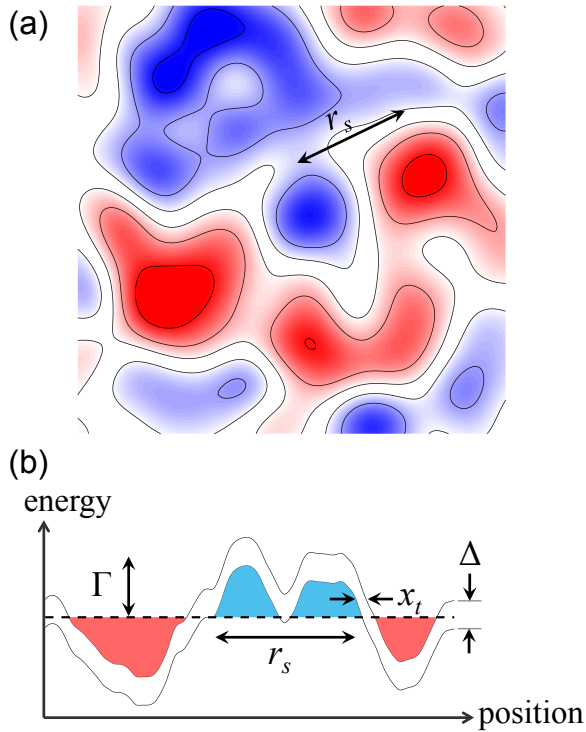 (a)
r_s
(b)
energy
Γ
Δ
x_t
r_s
position